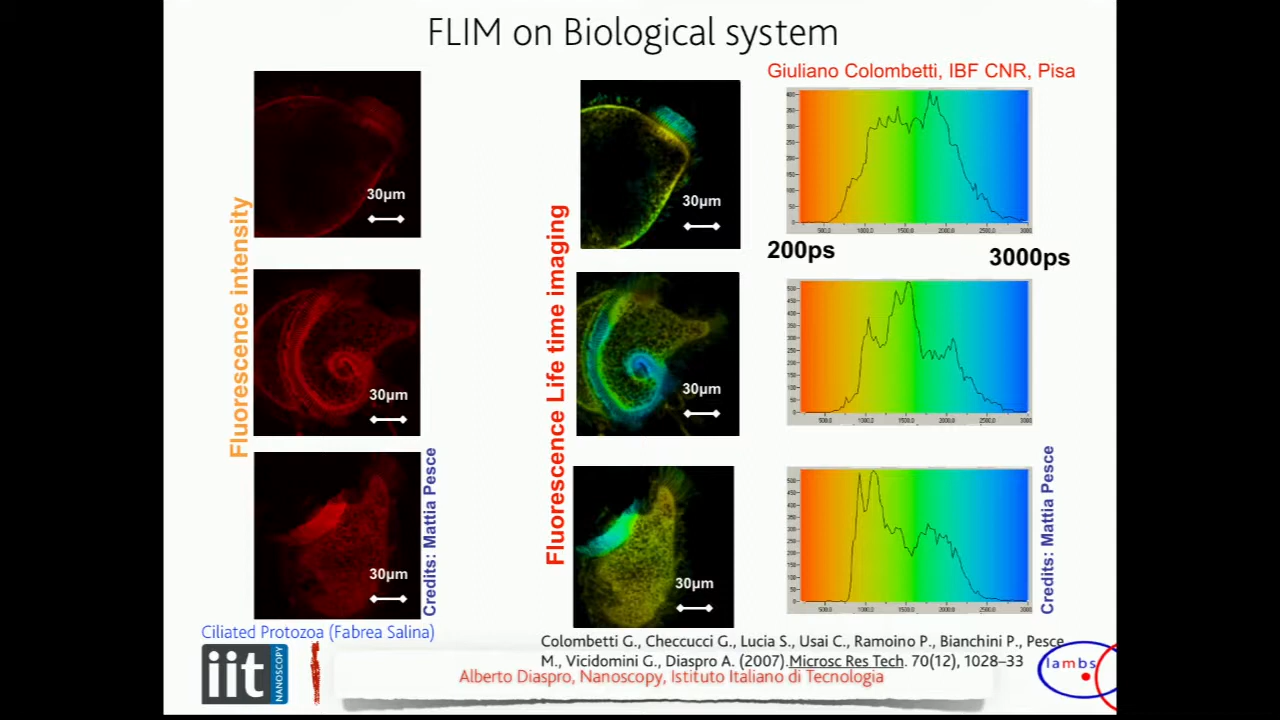 FLIM on Biological system
Giuliano Colombetti, IBF CNR, Pisa
Fluorescence intensity
30µm
30µm
30µm
Credits: Mattia Pesce
Fluorescence Life time imaging
30µm
30µm
30µm
200ps
3000ps
Credits: Mattia Pesce
Ciliated Protozoa (Fabrea Salina)
Colombetti G., Checcucci G., Lucia S., Usai C., Ramoino P., Bianchini P., Pesce
M., Vicidomini G., Diaspro A. (2007).Microsc Res Tech. 70(12), 1028–33
Alberto Diaspro, Nanoscopy, Istituto Italiano di Tecnologia
iit
NANOSCOPY
lambs